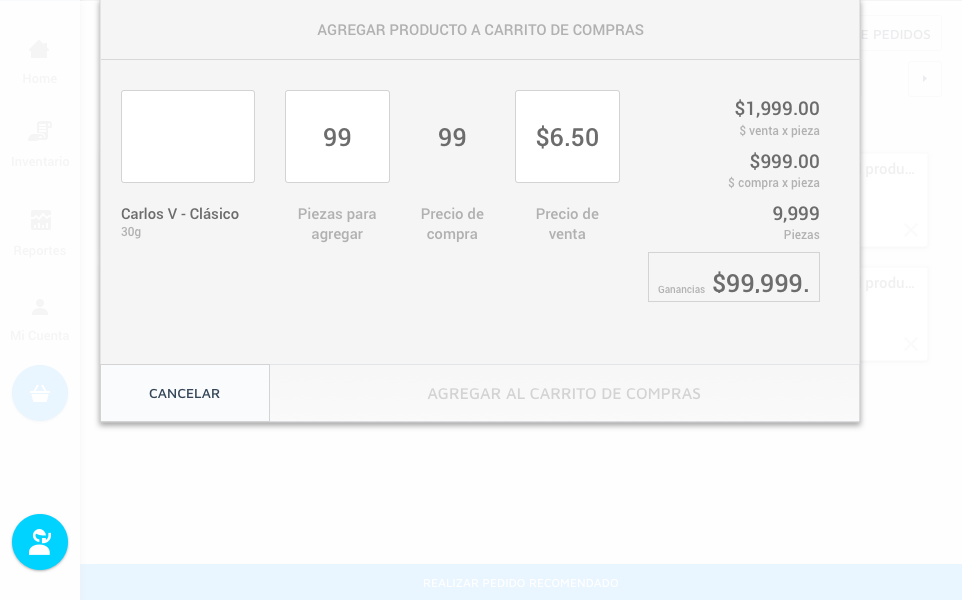 AGREGAR PRODUCTO A CARRITO DE COMPRAS
E PEDIDOS
Home
Inventario
Reportes
Mi Cuenta
99
99
$6.50
Carlos V - Clásico
30g
Piezas para
agregar
Precio de
compra
Precio de
venta
$1,999.00
$ venta x pieza
$999.00
$ compra x pieza
9,999
Piezas
Ganancias $99,999.
produ...
produ...
CANCELAR
AGREGAR AL CARRITO DE COMPRAS
REALIZAR PEDIDO RECOMENDADO